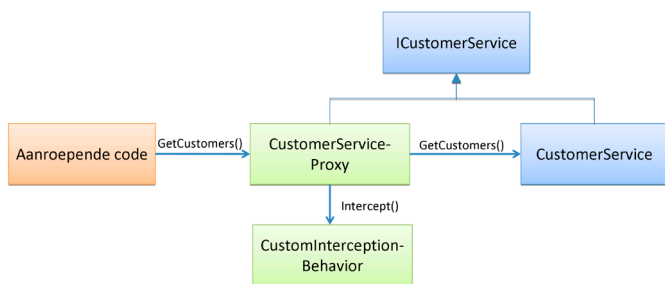 ICustomerService
Aanroepende code
GetCustomers()
CustomerService-
Proxy
GetCustomers()
CustomerService
Intercept()
CustomInterception-
Behavior